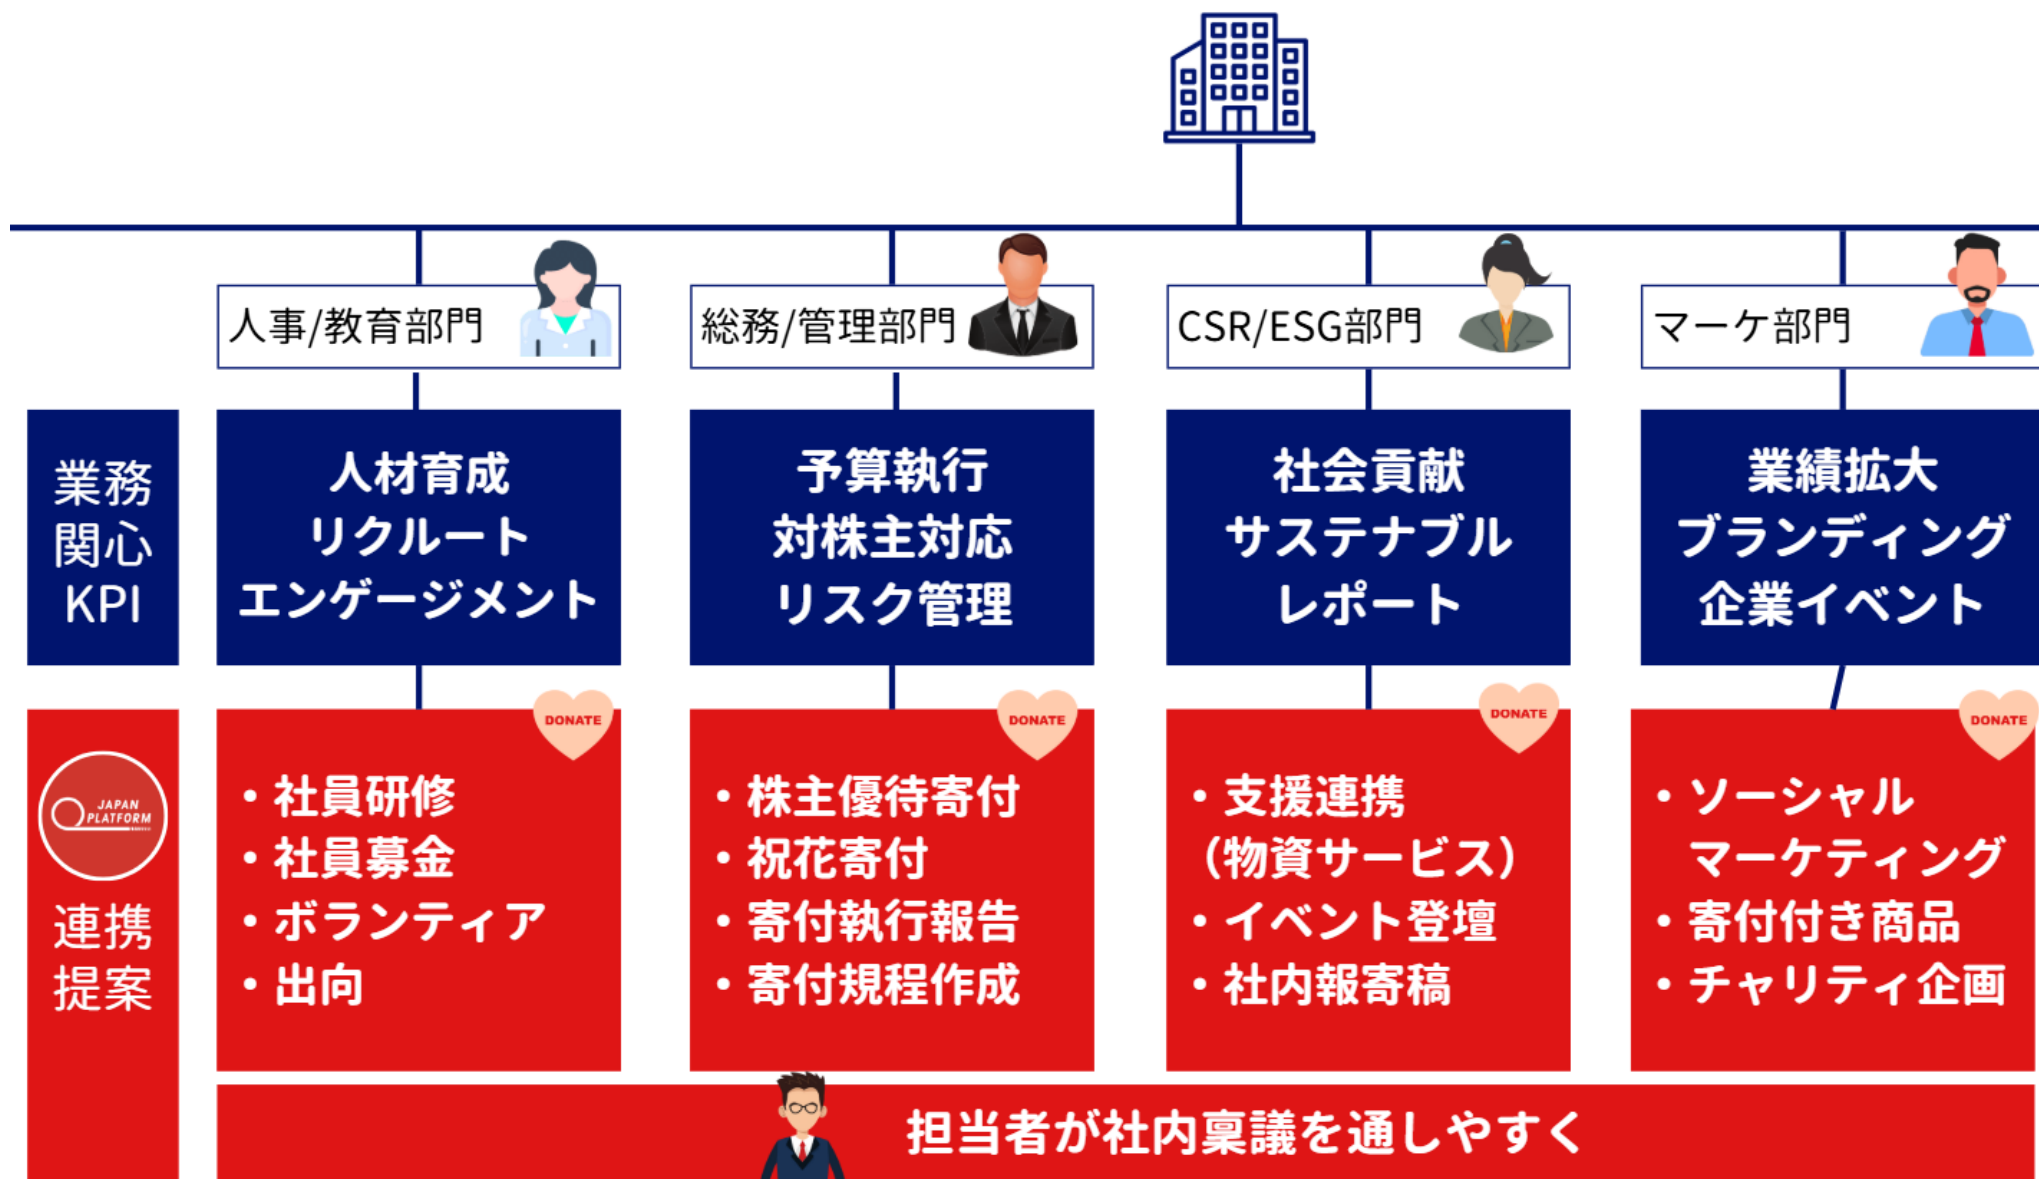 人事/教育部門
総務/管理部門
CSR/ESG部門
マーケ部門
業務
関心
KPI
人材育成
リクルート
エンゲージメント
予算執行
対株主対応
リスク管理
社会貢献
サステナブル
レポート
業績拡大
ブランディング
企業イベント
JAPAN
PLATFORM
連携
提案
DONATE
・社員研修
・社員募金
・ボランティア
・出向
DONATE
・株主優待寄付
・祝花寄付
・寄付執行報告
・寄付規程作成
DONATE
・支援連携
（物資サービス）
・イベント登壇
・社内報寄稿
DONATE
・ソーシャル
マーケティング
・寄付付き商品
・チャリティ企画
担当者が社内稟議を通しやすく